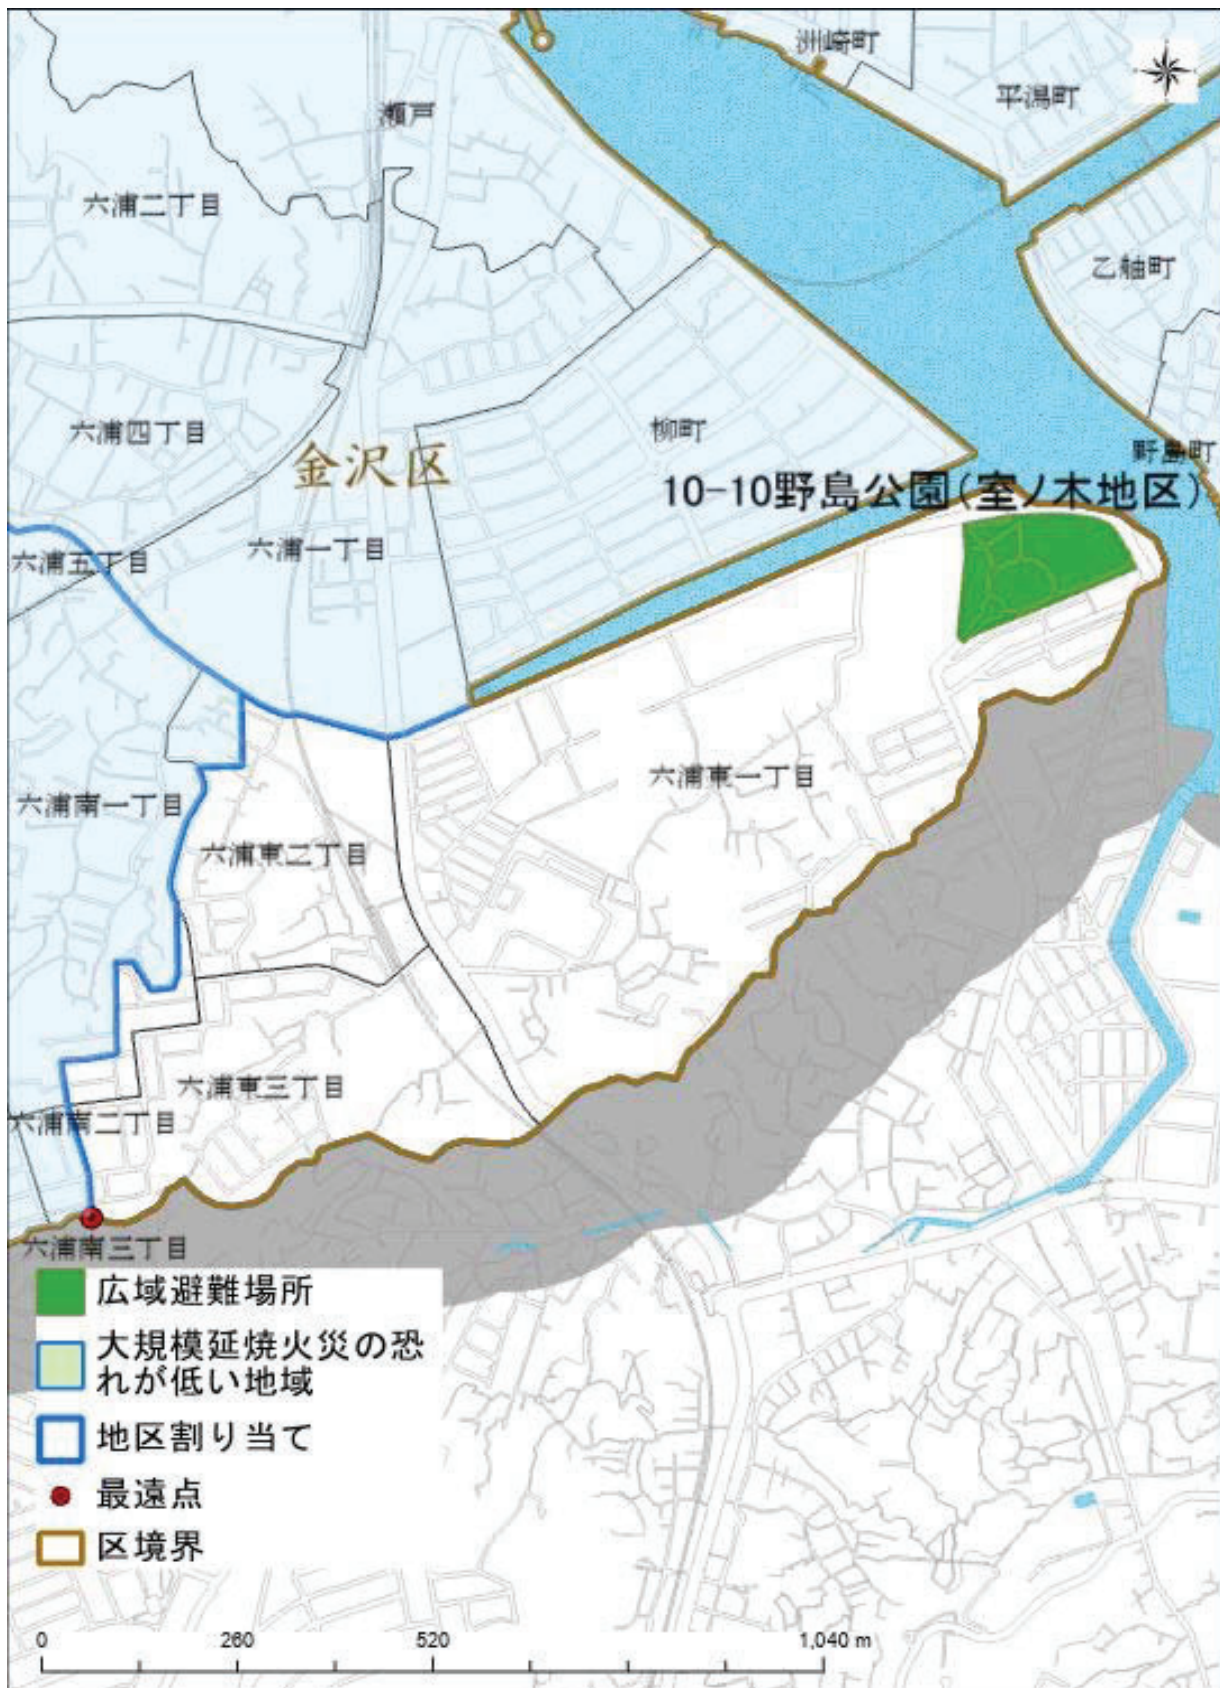 洲崎町
平潟町
瀬戸
六浦二丁目
乙舳町
六浦四丁目
柳町
野島町
金沢区
10-10野島公園(室ノ木地区)
六浦一丁目
六浦五丁目
六浦東一丁目
六浦南一丁目
六浦東二丁目
六浦東三丁目
六浦南二丁目
六浦南三丁目
広域避難場所
大規模延焼火災の恐
れが低い地域
地区割り当て
最遠点
区境界
0 260 520 1,040 m